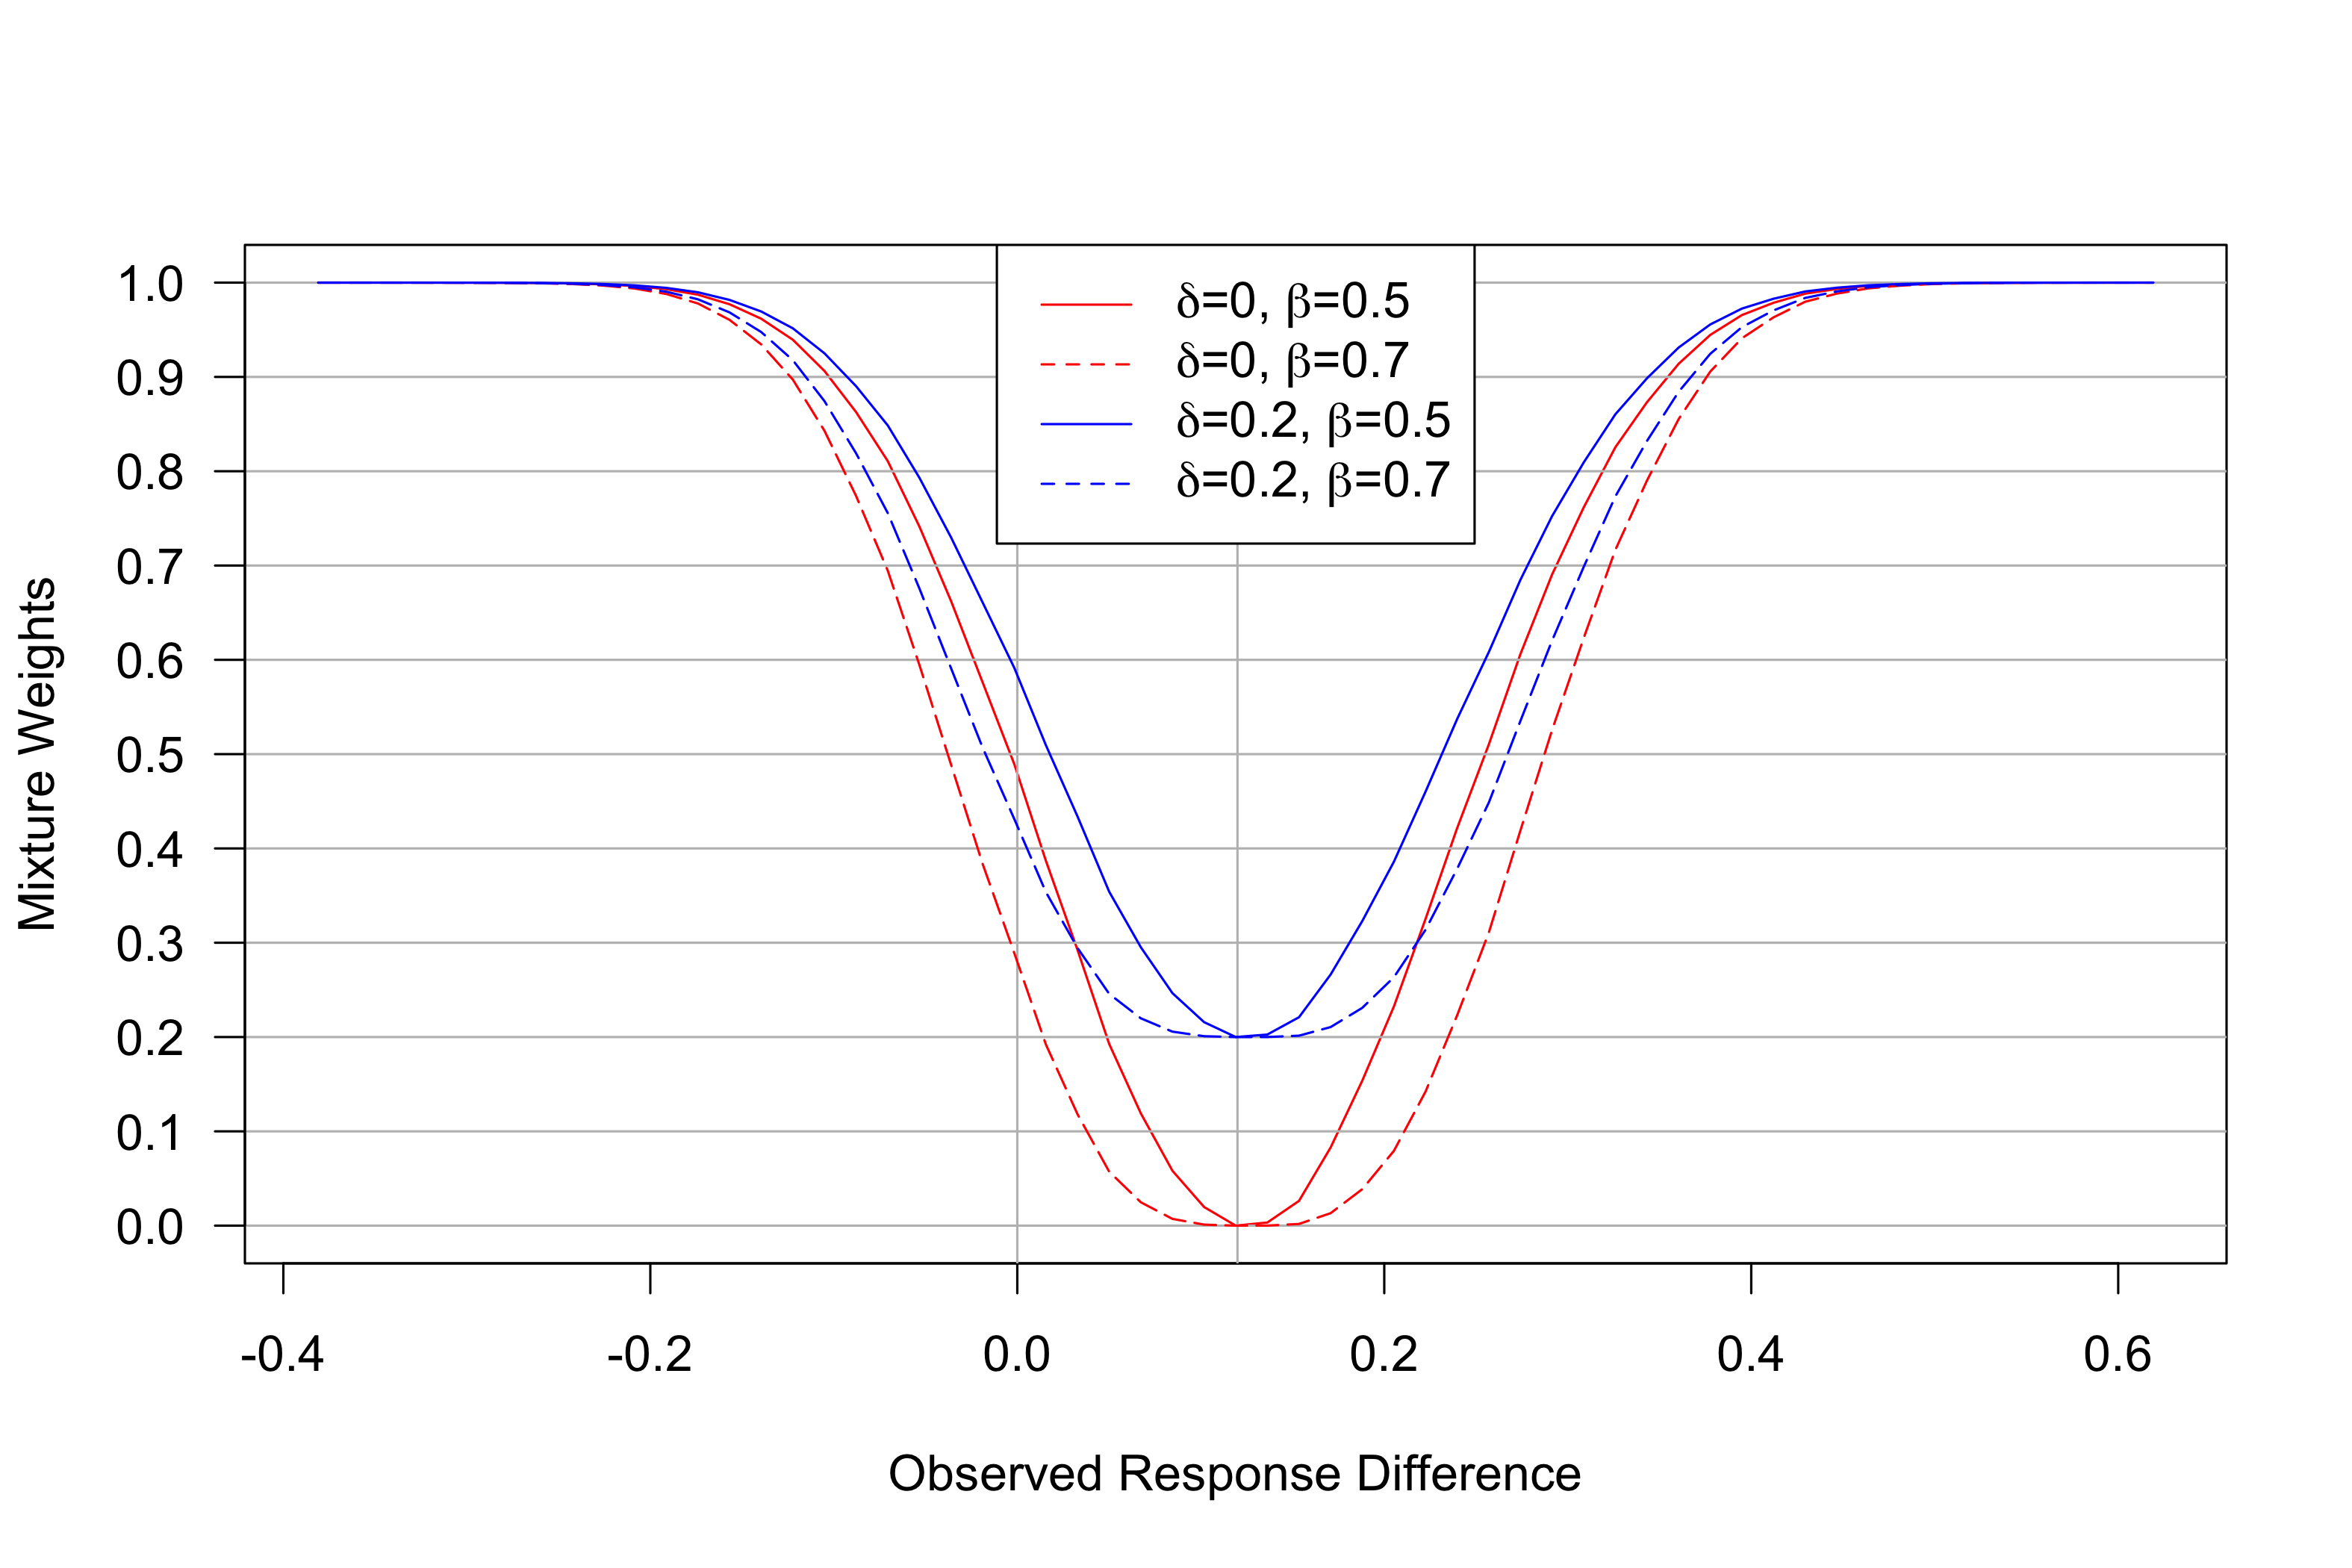 δ=0, β=0.5
δ=0, β=0.7
δ=0.2, β=0.5
δ=0.2, β=0.7
1.0
0.9
0.8
0.7
0.6
0.5
0.4
0.3
0.2
0.1
0.0
Mixture Weights
-0.4 -0.2 0.0 0.2 0.4 0.6
Observed Response Difference